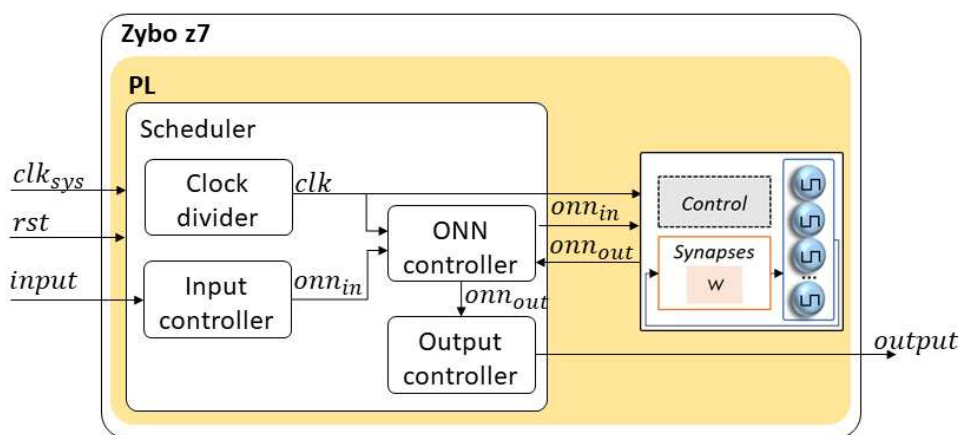 Zybo z7
PL
Scheduler
clk_sys
rst
input
Clock
divider
clk
Input
controller
onn_in
ONN
controller
onn_out
Output
controller
onn_in
onn_out
Control
Synapses
W
...
output